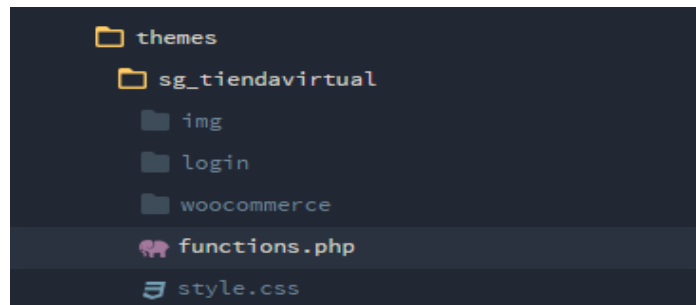 themes
sg_tiendavirtual
img
login
woocommerce
functions.php
style.css